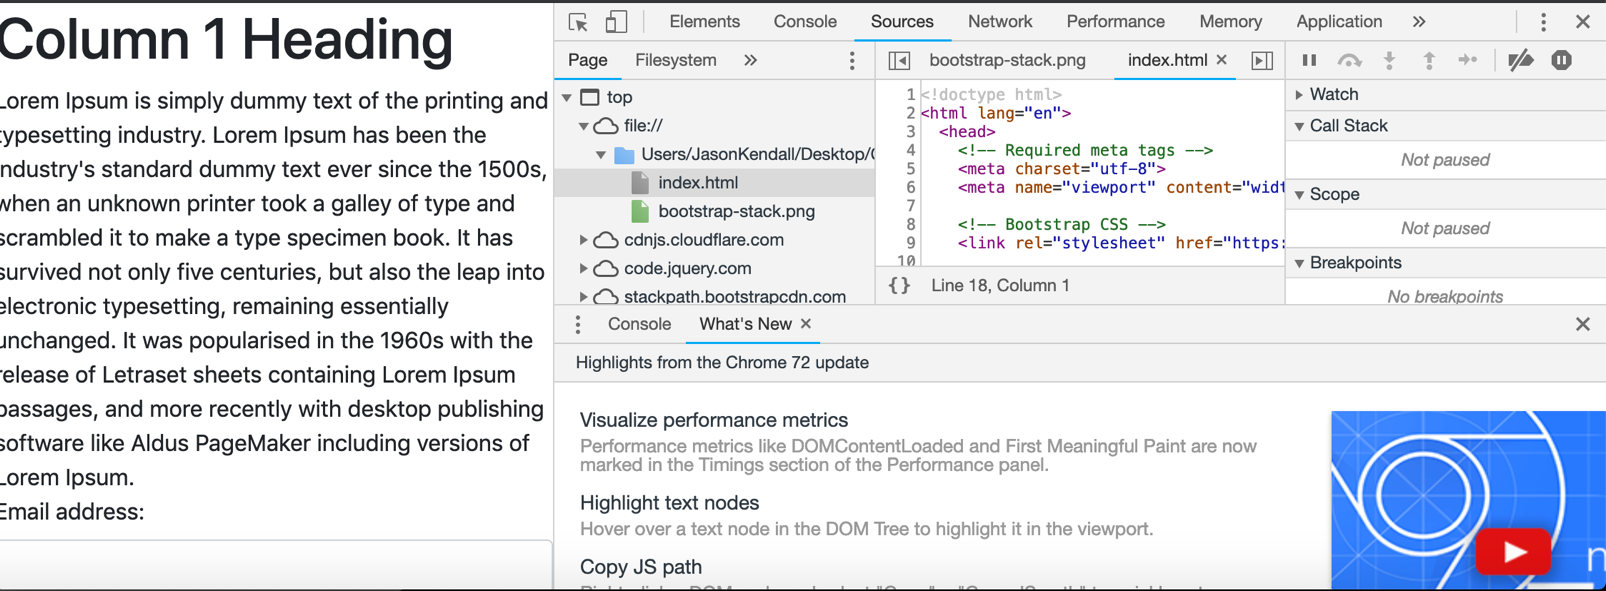 Column 1 Heading
Lorem Ipsum is simply dummy text of the printing and
typesetting industry. Lorem Ipsum has been the
industry's standard dummy text ever since the 1500s,
when an unknown printer took a galley of type and
scrambled it to make a type specimen book. It has
survived not only five centuries, but also the leap into
electronic typesetting, remaining essentially
unchanged. It was popularised in the 1960s with the
release of Letraset sheets containing Lorem Ipsum
passages, and more recently with desktop publishing
software like Aldus PageMaker including versions of
Lorem Ipsum.
Email address:
Elements Console Sources Network Performance Memory Application »
Page Filesystem »
top
file://
Users/JasonKendall/Desktop/
index.html
bootstrap-stack.png
cdnjs.cloudflare.com
code.jquery.com
stackpath.bootstrapcdn.com
bootstrap-stack.png index.html ×
1 <!doctype html>
2 <html lang="en">
3 <head>
4 <!-- Required meta tags -->
5 <meta charset="utf-8">
6 <meta name="viewport" content="widt
7
8 <!-- Bootstrap CSS -->
9 <link rel="stylesheet" href="https:
10
{} Line 18, Column 1
Watch
Call Stack
Not paused
Scope
Not paused
Breakpoints
No breakpoints
Console What's New ×
Highlights from the Chrome 72 update
Visualize performance metrics
Performance metrics like DOMContentLoaded and First Meaningful Paint are now
marked in the Timings section of the Performance panel.
Highlight text nodes
Hover over a text node in the DOM Tree to highlight it in the viewport.
Copy JS path